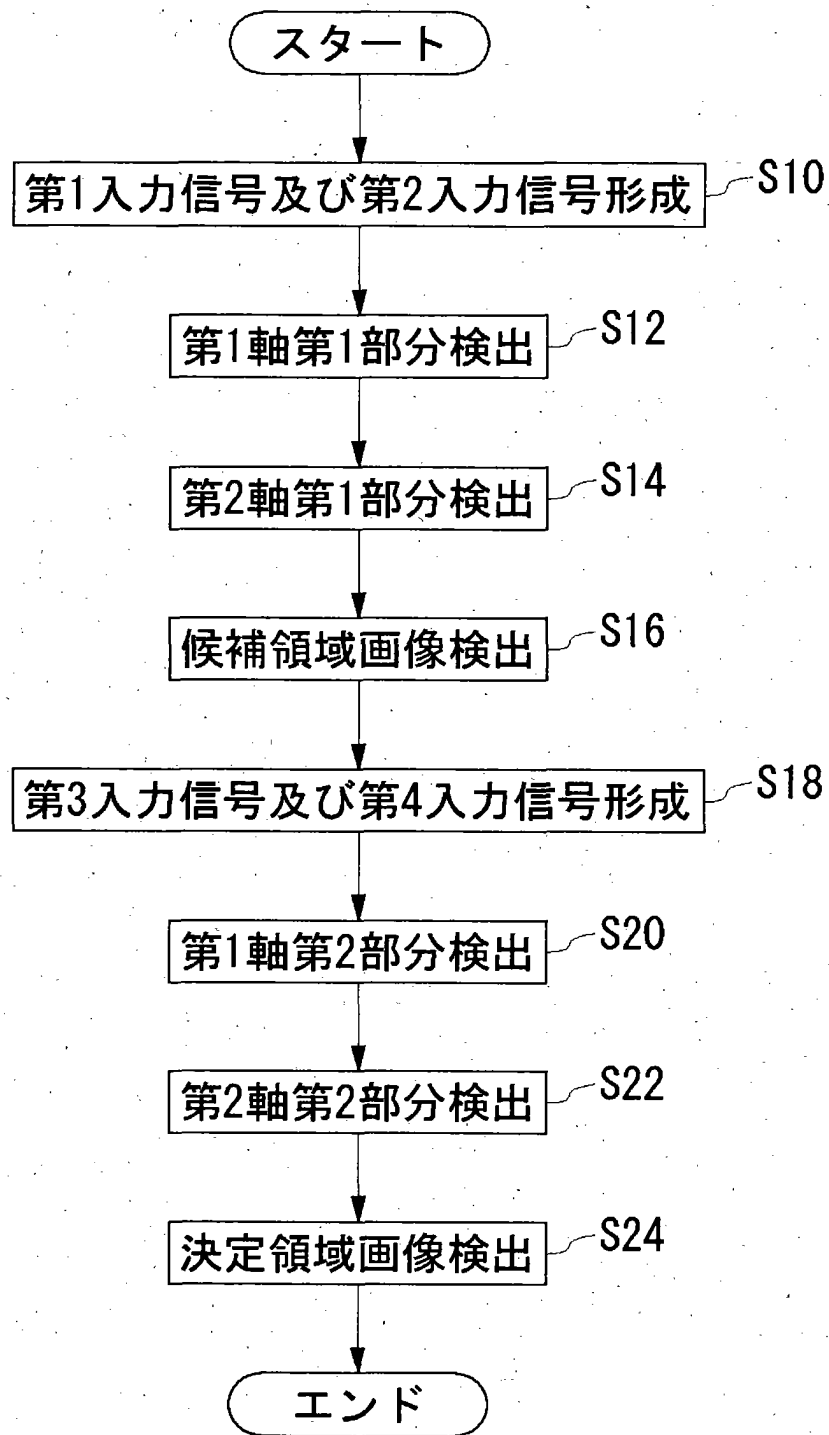 スタート
第1入力信号及び第2入力信号形成
S10
第1軸第1部分検出
S12
第2軸第1部分検出
S14
候補領域画像検出
S16
第3入力信号及び第4入力信号形成
S18
第1軸第2部分検出
S20
第2軸第2部分検出
S22
決定領域画像検出
S24
エンド